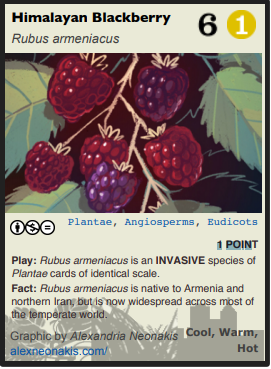 Himalayan Blackberry 6 1
Rubus armeniacus
Plantae, Angiosperms, Eudicots
1 POINT
Play: Rubus armeniacus is an INVASIVE species of
Plantae cards of identical scale.
Fact: Rubus armeniacus is native to Armenia and
northern Iran, but is now widespread across most of
the temperate world.
Graphic by Alexandria Neonakis
alexneonakis.com/
Cool, Warm,
Hot